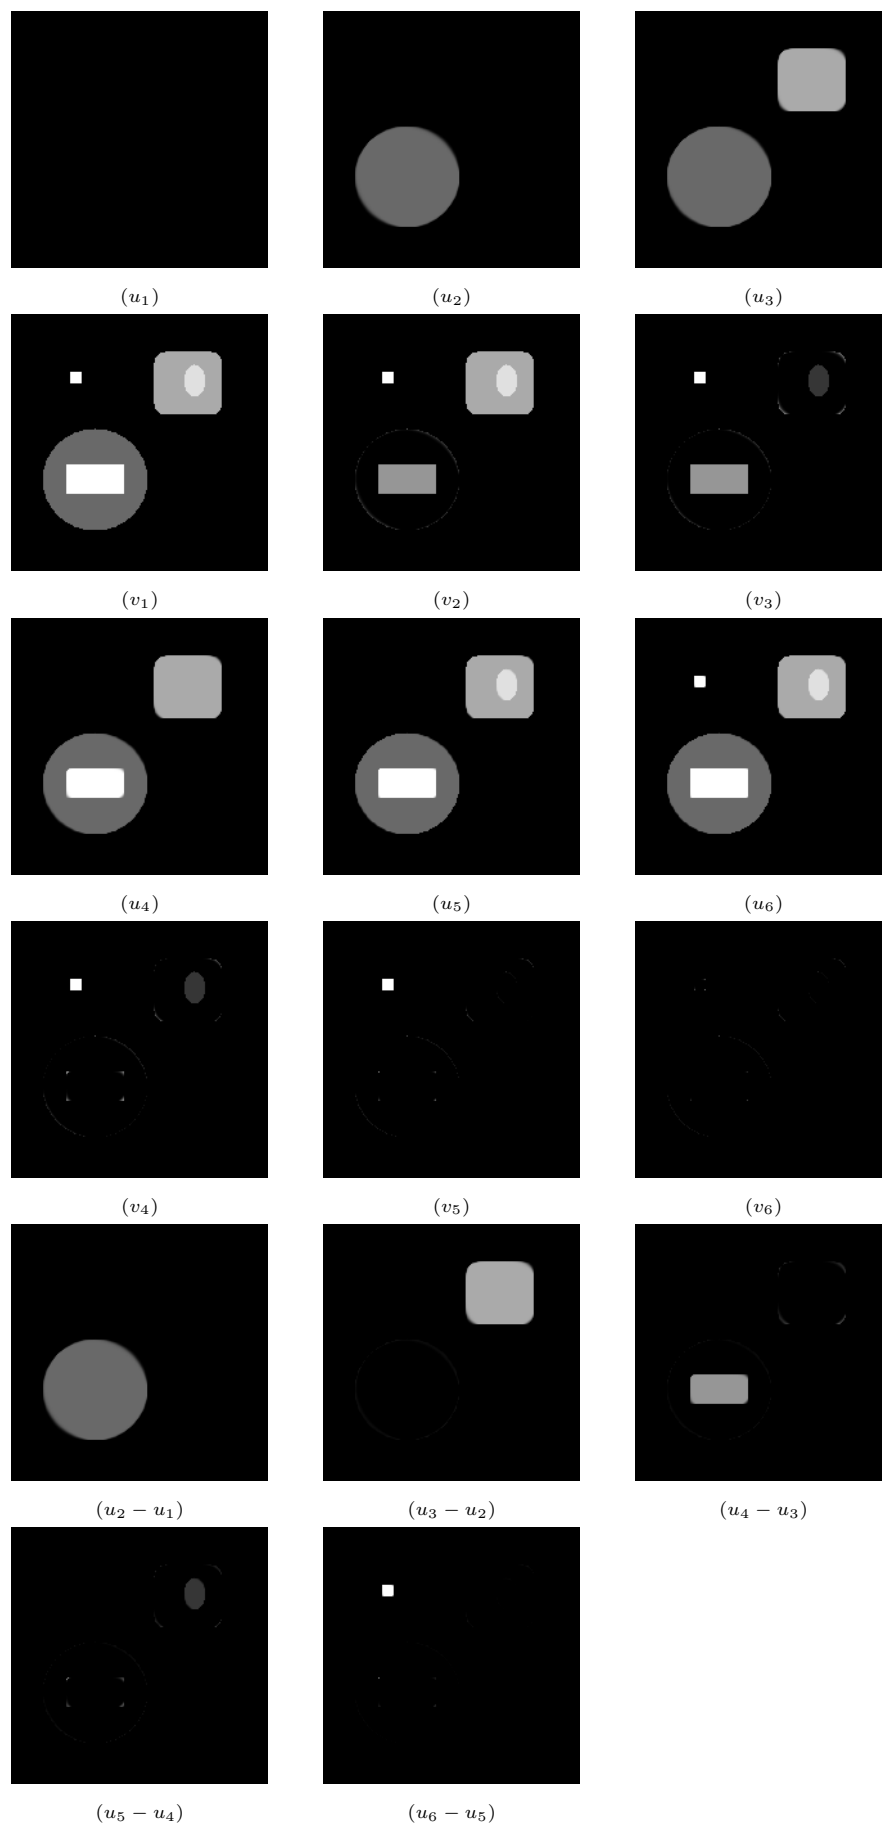 (u₁) (u₂) (u₃)
(v₁) (v₂) (v₃)
(u₄) (u₅) (u₆)
(v₄) (v₅) (v₆)
(u₂ − u₁) (u₃ − u₂) (u₄ − u₃)
(u₅ − u₄) (u₆ − u₅)